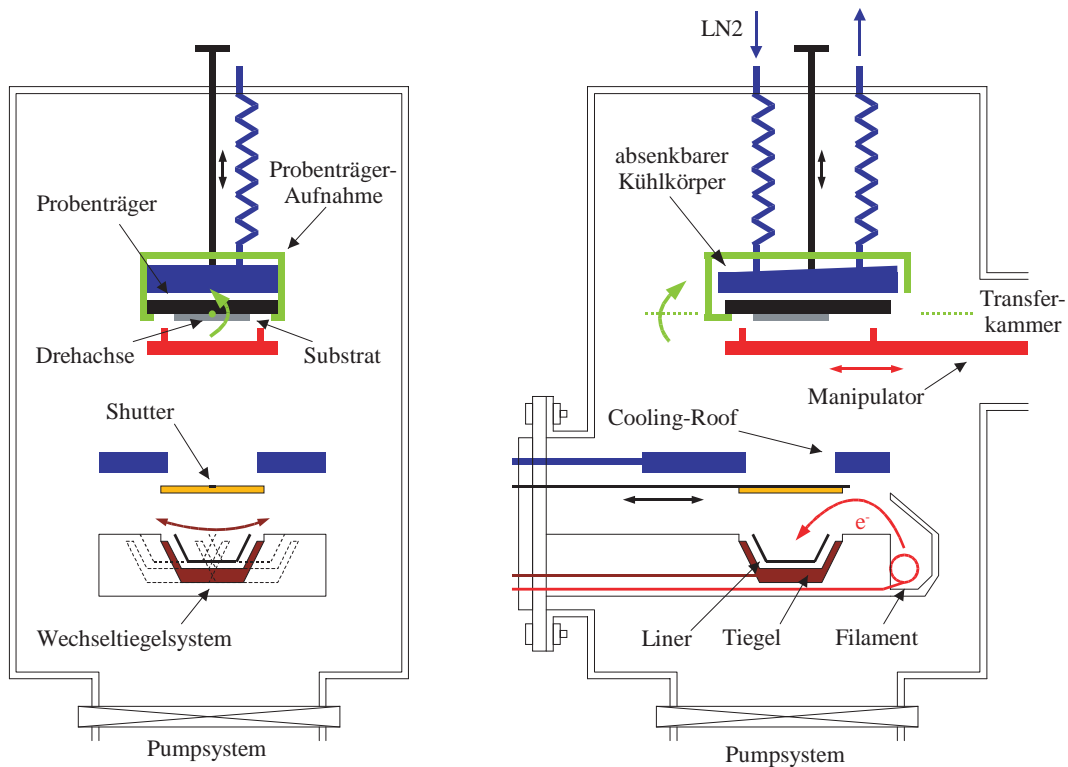 Probenträger-
Aufnahme
Probenträger
Drehachse
Substrat
Shutter
Wechseltiegelsystem
Pumpsystem
LN2
absenkbarer
Kühlkörper
Transfer-
kammer
Manipulator
Cooling-Roof
e-
Liner
Tiegel
Filament
Pumpsystem